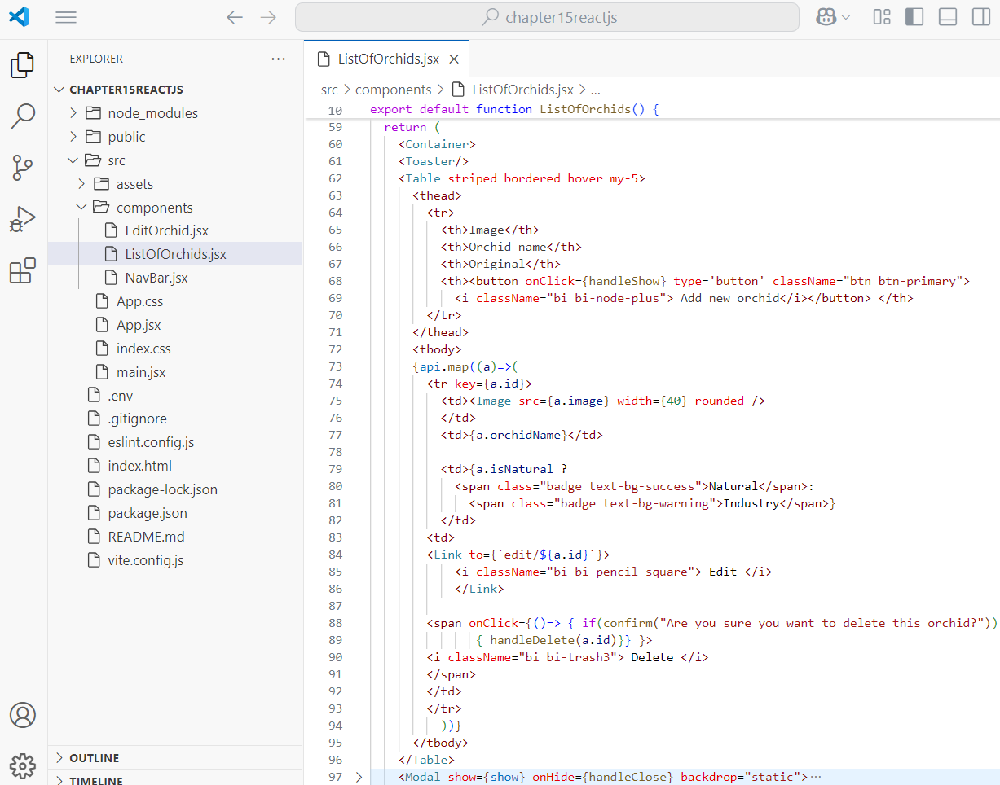 chapter15reactjs
EXPLORER
CHAPTER15REACTJS
node_modules
public
src
assets
components
EditOrchid.jsx
ListOfOrchids.jsx
NavBar.jsx
App.css
App.jsx
index.css
main.jsx
.env
.gitignore
eslint.config.js
index.html
package-lock.json
package.json
README.md
vite.config.js
OUTLINE
TIMELINE
ListOfOrchids.jsx
src > components > ListOfOrchids.jsx > ...
10 export default function ListOfOrchids() {
59 return (
60 <Container>
61 <Toaster/>
62 <Table striped bordered hover my-5>
63 <thead>
64 <tr>
65 <th>Image</th>
66 <th>Orchid name</th>
67 <th>Original</th>
68 <th><button onClick={handleShow} type='button' className="btn btn-primary">
69 <i className="bi bi-node-plus"> Add new orchid</i></button> </th>
70 </tr>
71 </thead>
72 <tbody>
73 {api.map((a)=>(
74 <tr key={a.id}>
75 <td><Image src={a.image} width={40} rounded />
76 </td>
77 <td>{a.orchidName}</td>
78
79 <td>{a.isNatural ?
80 <span class="badge text-bg-success">Natural</span>:
81 <span class="badge text-bg-warning">Industry</span>}
82 </td>
83 <td>
84 <Link to={`edit/${a.id}`}>
85 <i className="bi bi-pencil-square"> Edit </i>
86 </Link>
87
88 <span onClick={()=> { if(confirm("Are you sure you want to delete this orchid?"))
89 { handleDelete(a.id)}} }>
90 <i className="bi bi-trash3"> Delete </i>
91 </span>
92 </td>
93 </tr>
94 ))}
95 </tbody>
96 </Table>
97 <Modal show={show} onHide={handleClose} backdrop="static">···